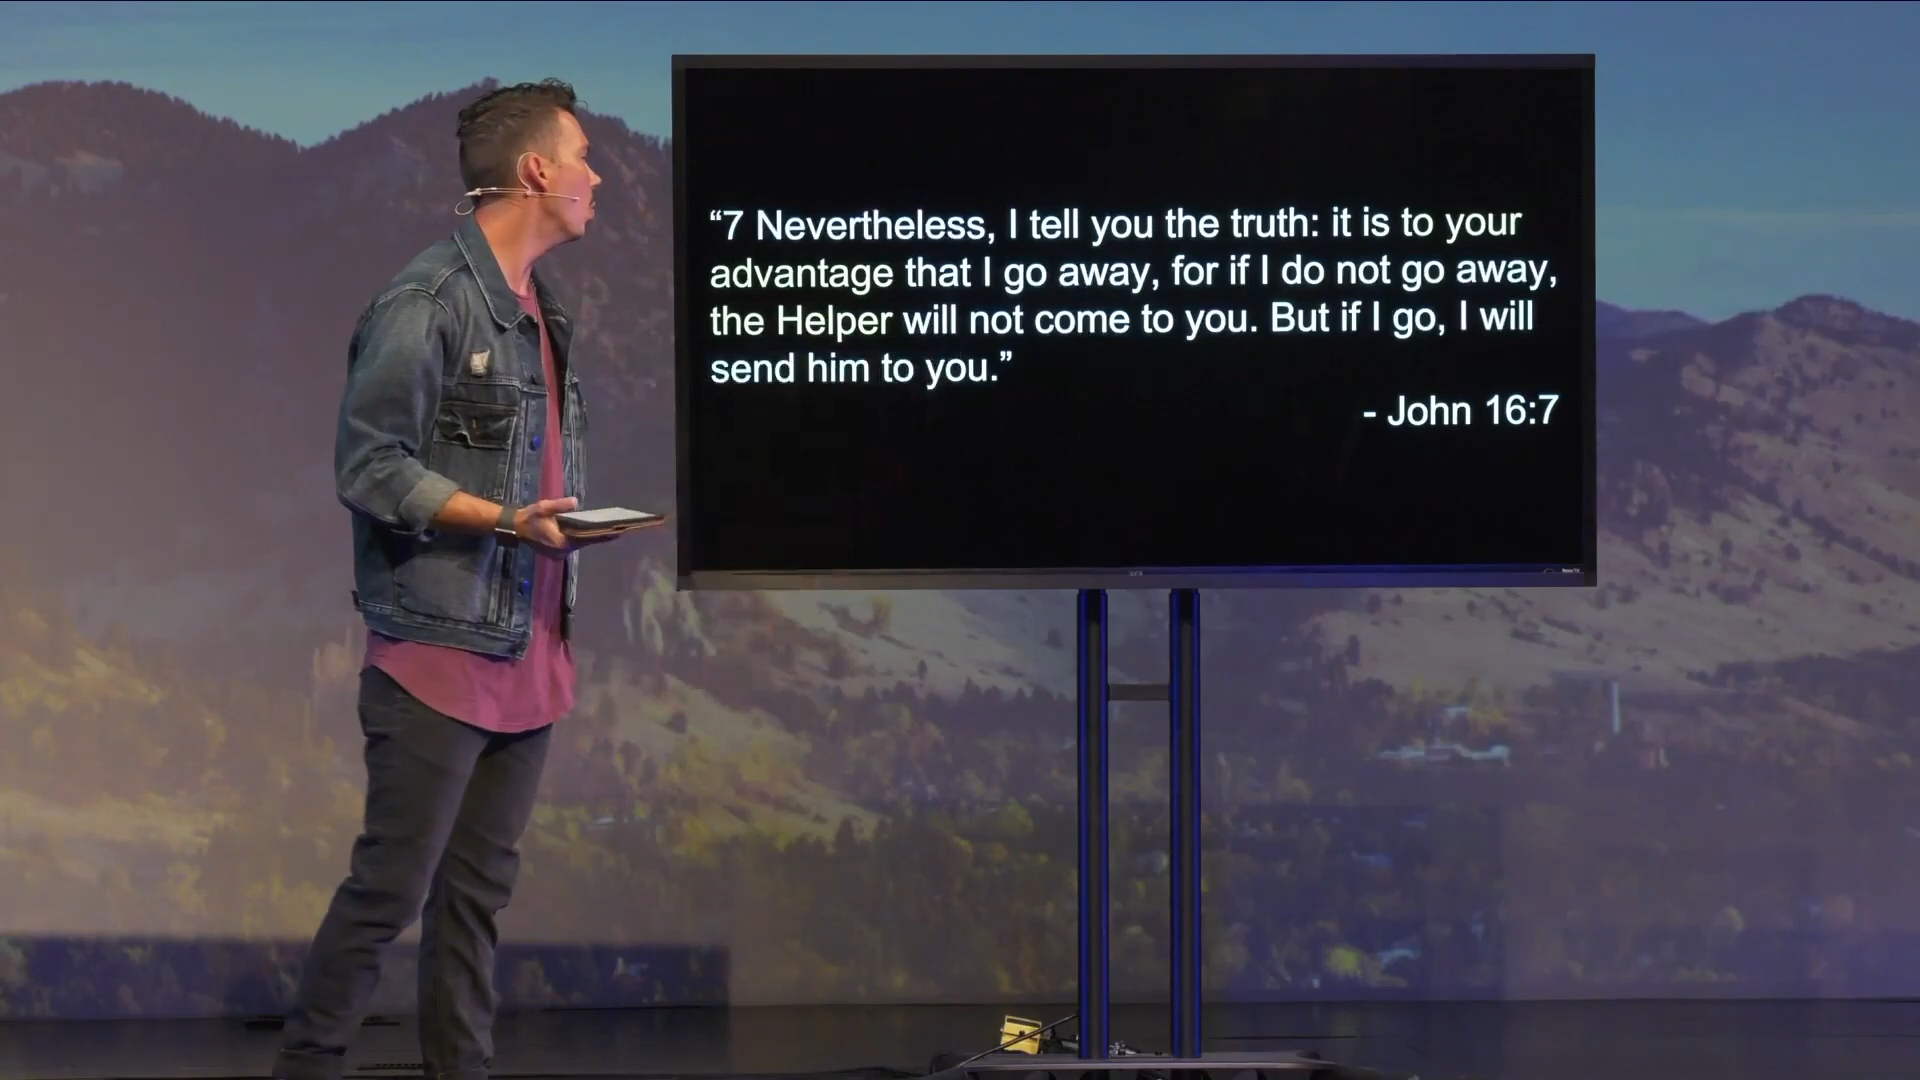 “7 Nevertheless, I tell you the truth: it is to your
advantage that I go away, for if I do not go away,
the Helper will not come to you. But if I go, I will
send him to you.”
- John 16:7